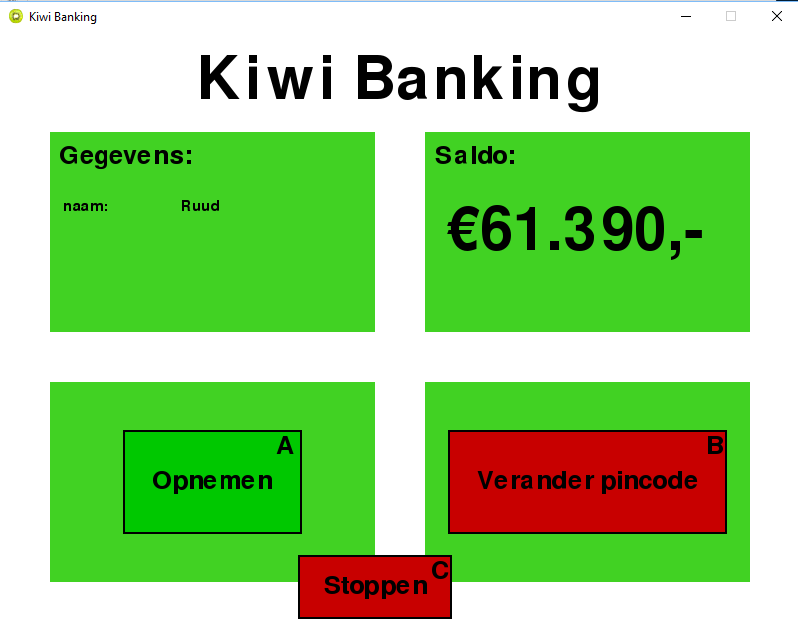 Kiwi Banking
Kiwi Banking
Gegevens:
naam: Ruud
Saldo:
€61.390,-
A
Opnemen
B
Verander pincode
C
Stoppen